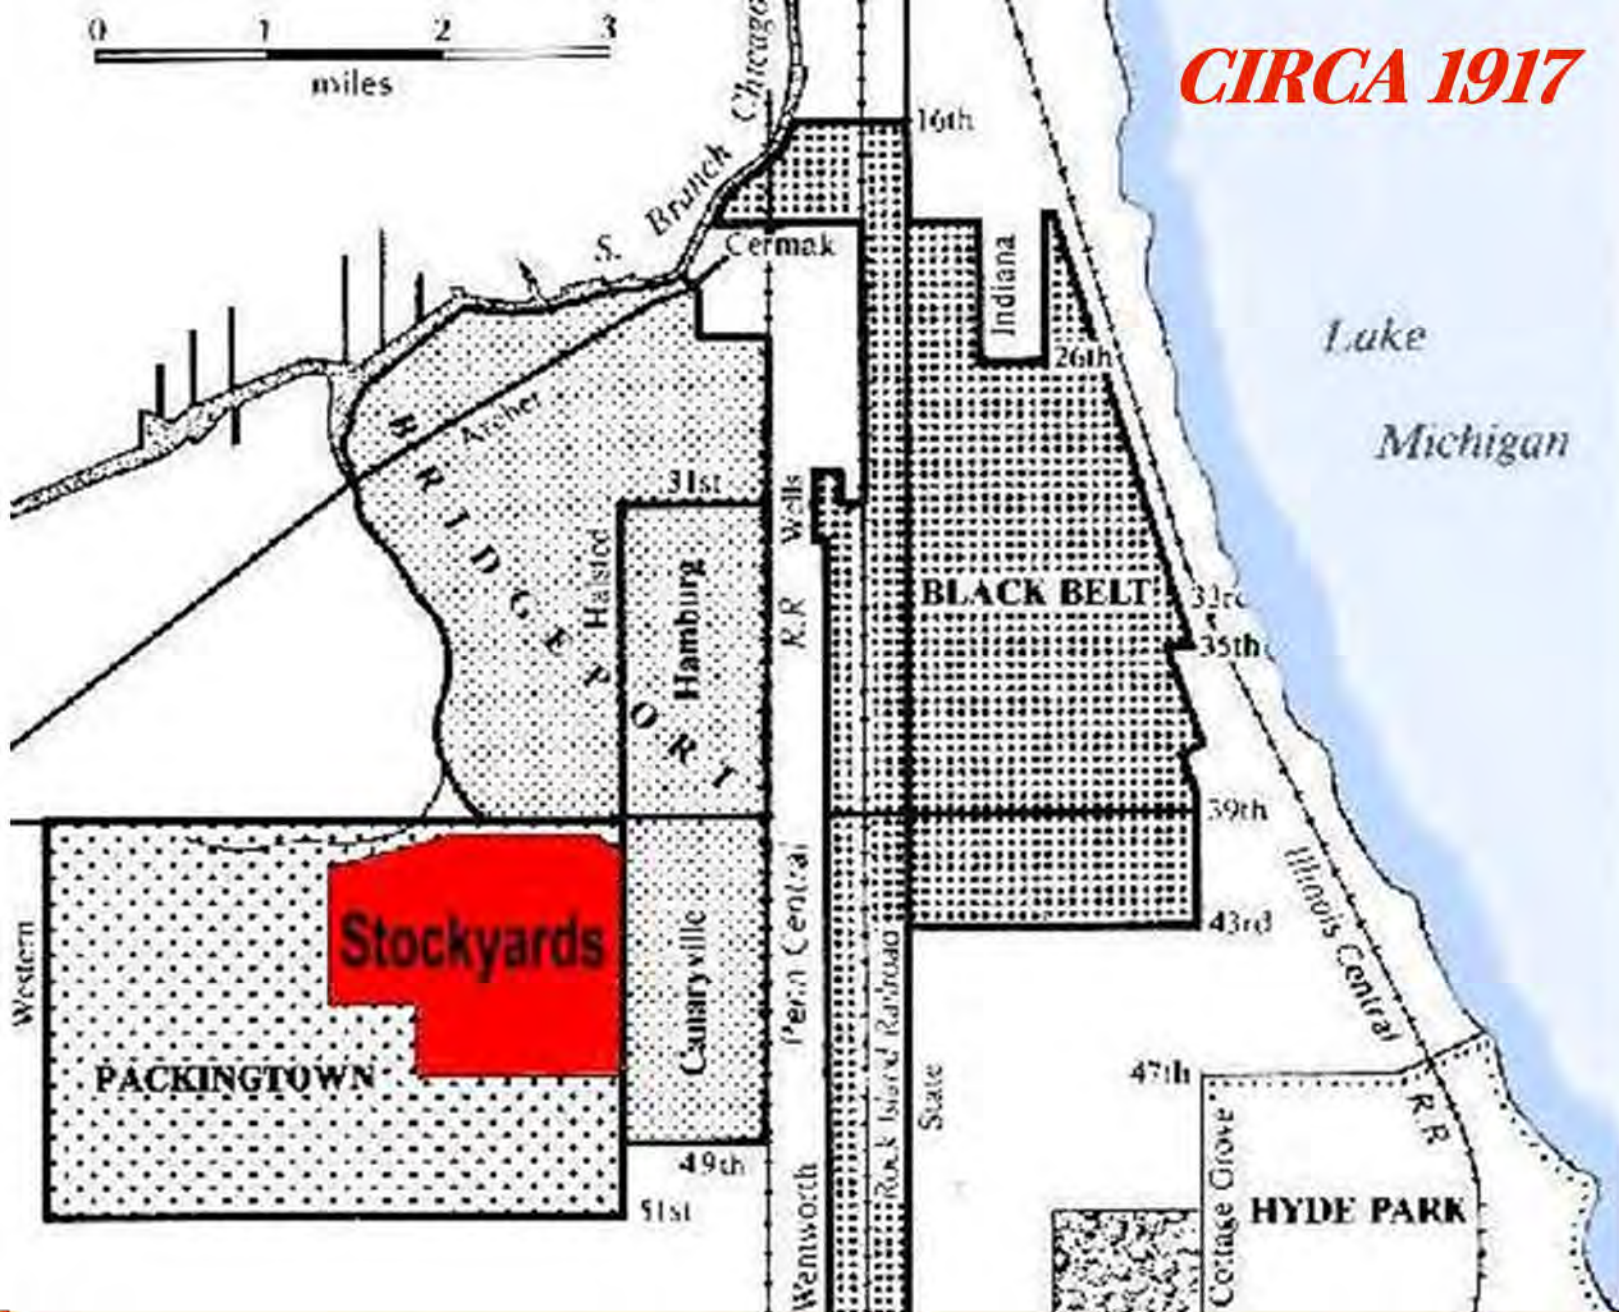 0 1 2 3
miles
CIRCA 1917
Chicago
16th
S. Branch
Cermak
Indiana
26th
Lake
Michigan
Archer
BRIDGEPORT
31st
Halsted
Hamburg
Wells
R.R
BLACK BELT
33rd
35th
39th
43rd
Illinois Central
R.R
Western
Stockyards
PACKINGTOWN
Canaryville
Penn Central
Rock Island Railroad
State
47th
49th
51st
Wentworth
Cottage Grove
HYDE PARK